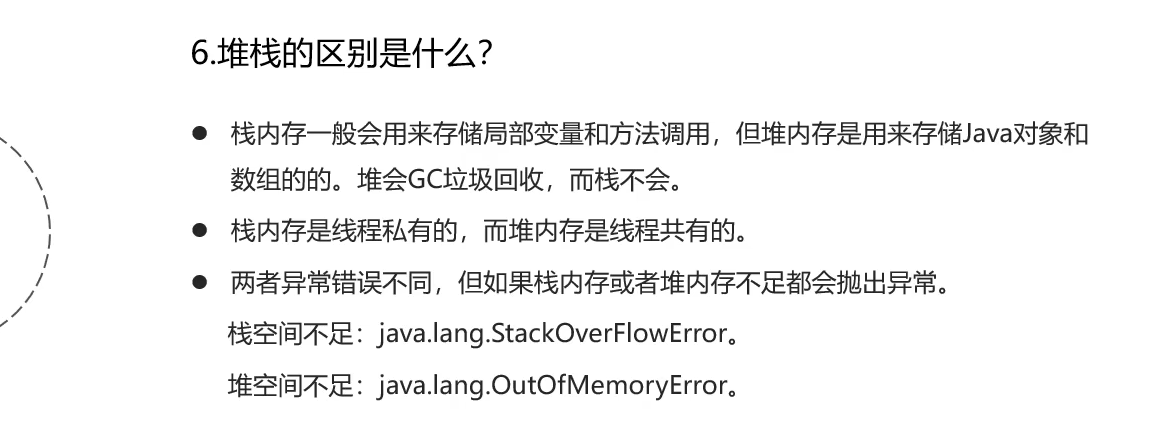 6.堆栈的区别是什么?
● 栈内存一般会用来存储局部变量和方法调用，但堆内存是用来存储Java对象和
数组的的。堆会GC垃圾回收，而栈不会。
● 栈内存是线程私有的，而堆内存是线程共有的。
● 两者异常错误不同，但如果栈内存或者堆内存不足都会抛出异常。
栈空间不足：java.lang.StackOverFlowError。
堆空间不足：java.lang.OutOfMemoryError。